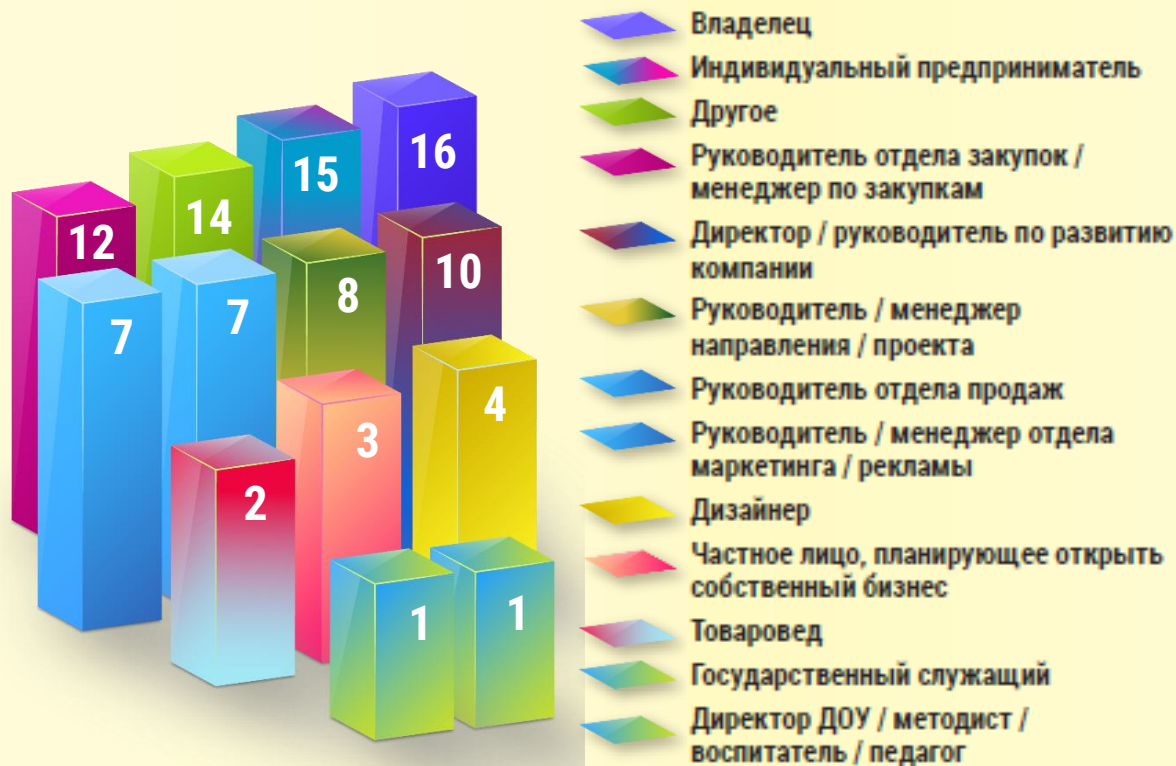 16
15
14
12
10
8
7
7
4
3
2
1
1
Владелец
Индивидуальный предприниматель
Другое
Руководитель отдела закупок /
менеджер по закупкам
Директор / руководитель по развитию
компании
Руководитель / менеджер
направления / проекта
Руководитель отдела продаж
Руководитель / менеджер отдела
маркетинга / рекламы
Дизайнер
Частное лицо, планирующее открыть
собственный бизнес
Товаровед
Государственный служащий
Директор ДОУ / методист /
воспитатель / педагог